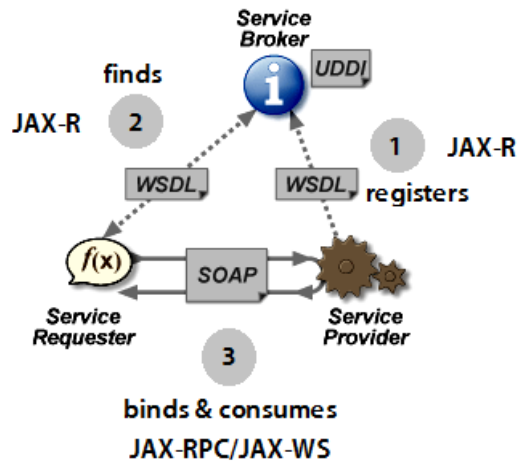 Service
Broker
UDDI
finds
JAX-R
2
1
JAX-R
registers
WSDL
WSDL
f(x)
SOAP
Service
Requester
Service
Provider
3
binds & consumes
JAX-RPC/JAX-WS